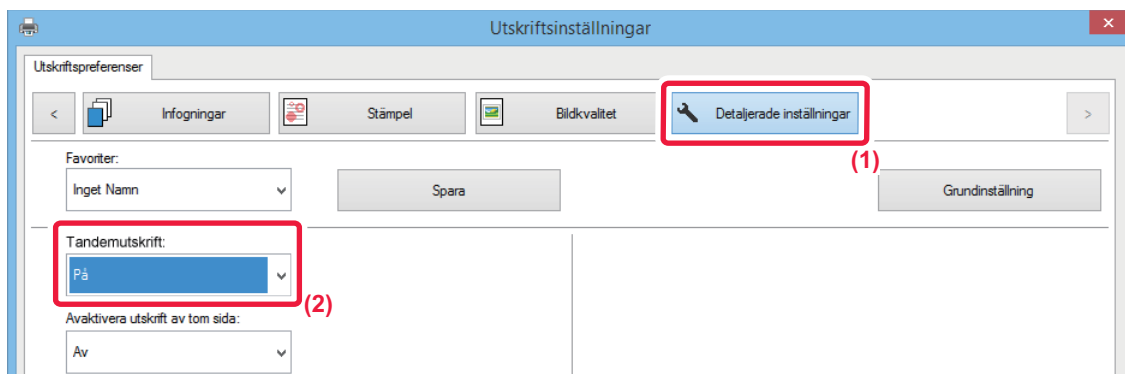 Utskriftsinställningar
Utskriftspreferenser
< Infogningar Stämpel Bildkvalitet Detaljerade inställningar >
(1)
Favoriter:
Inget Namn Spara Grundinställning
Tandemutskrift:
På
(2)
Avaktivera utskrift av tom sida:
Av